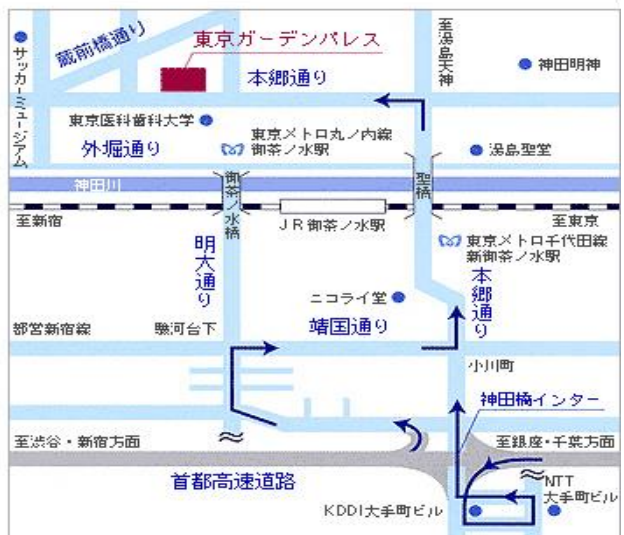 東京ガーデンパレス
蔵前橋通り
至湯島天神
神田明神
サッカーミュージアム
本郷通り
東京医科歯科大学
東京メトロ丸ノ内線
御茶ノ水駅
外堀通り
湯島聖堂
神田川
御茶ノ水橋
聖橋
至新宿
JR御茶ノ水駅
至東京
東京メトロ千代田線
新御茶ノ水駅
明大通り
本郷通り
ニコライ堂
靖国通り
都営新宿線
駿河台下
小川町
神田橋インター
至渋谷・新宿方面
至銀座・千葉方面
首都高速道路
NTT
大手町ビル
KDDI大手町ビル